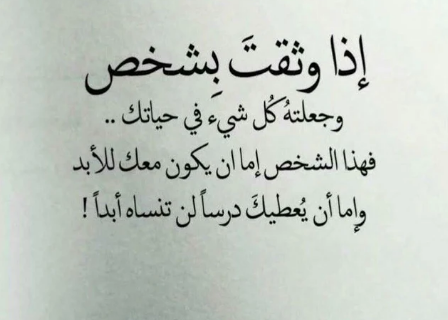 إذا وثقتَ بِشخص
وجعلتهُ كُل شيء في حياتك ..
فهذا الشخص إما ان يكون معك للأبد
وإما أن يُعطيكَ درساً لن تنساه أبداً !